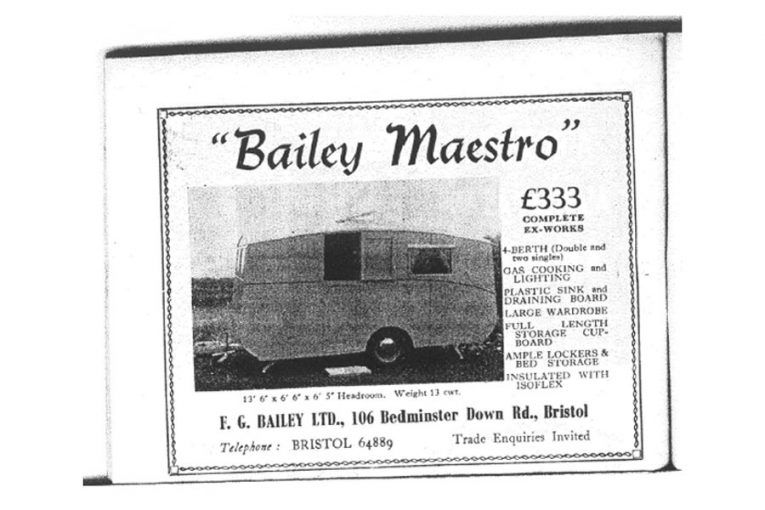 "Bailey Maestro"
£333
COMPLETE
EX-WORKS
4-BERTH (Double and
two singles)
GAS COOKING and
LIGHTING
PLASTIC SINK and
DRAINING BOARD
LARGE WARDROBE
FULL LENGTH
STORAGE CUP-
BOARD
AMPLE LOCKERS &
BED STORAGE
INSULATED WITH
ISOFLEX
13' 6" x 6' 6" x 6' 5" Headroom. Weight 13 cwt.
F. G. BAILEY LTD., 106 Bedminster Down Rd., Bristol
Telephone : BRISTOL 64889 Trade Enquiries Invited